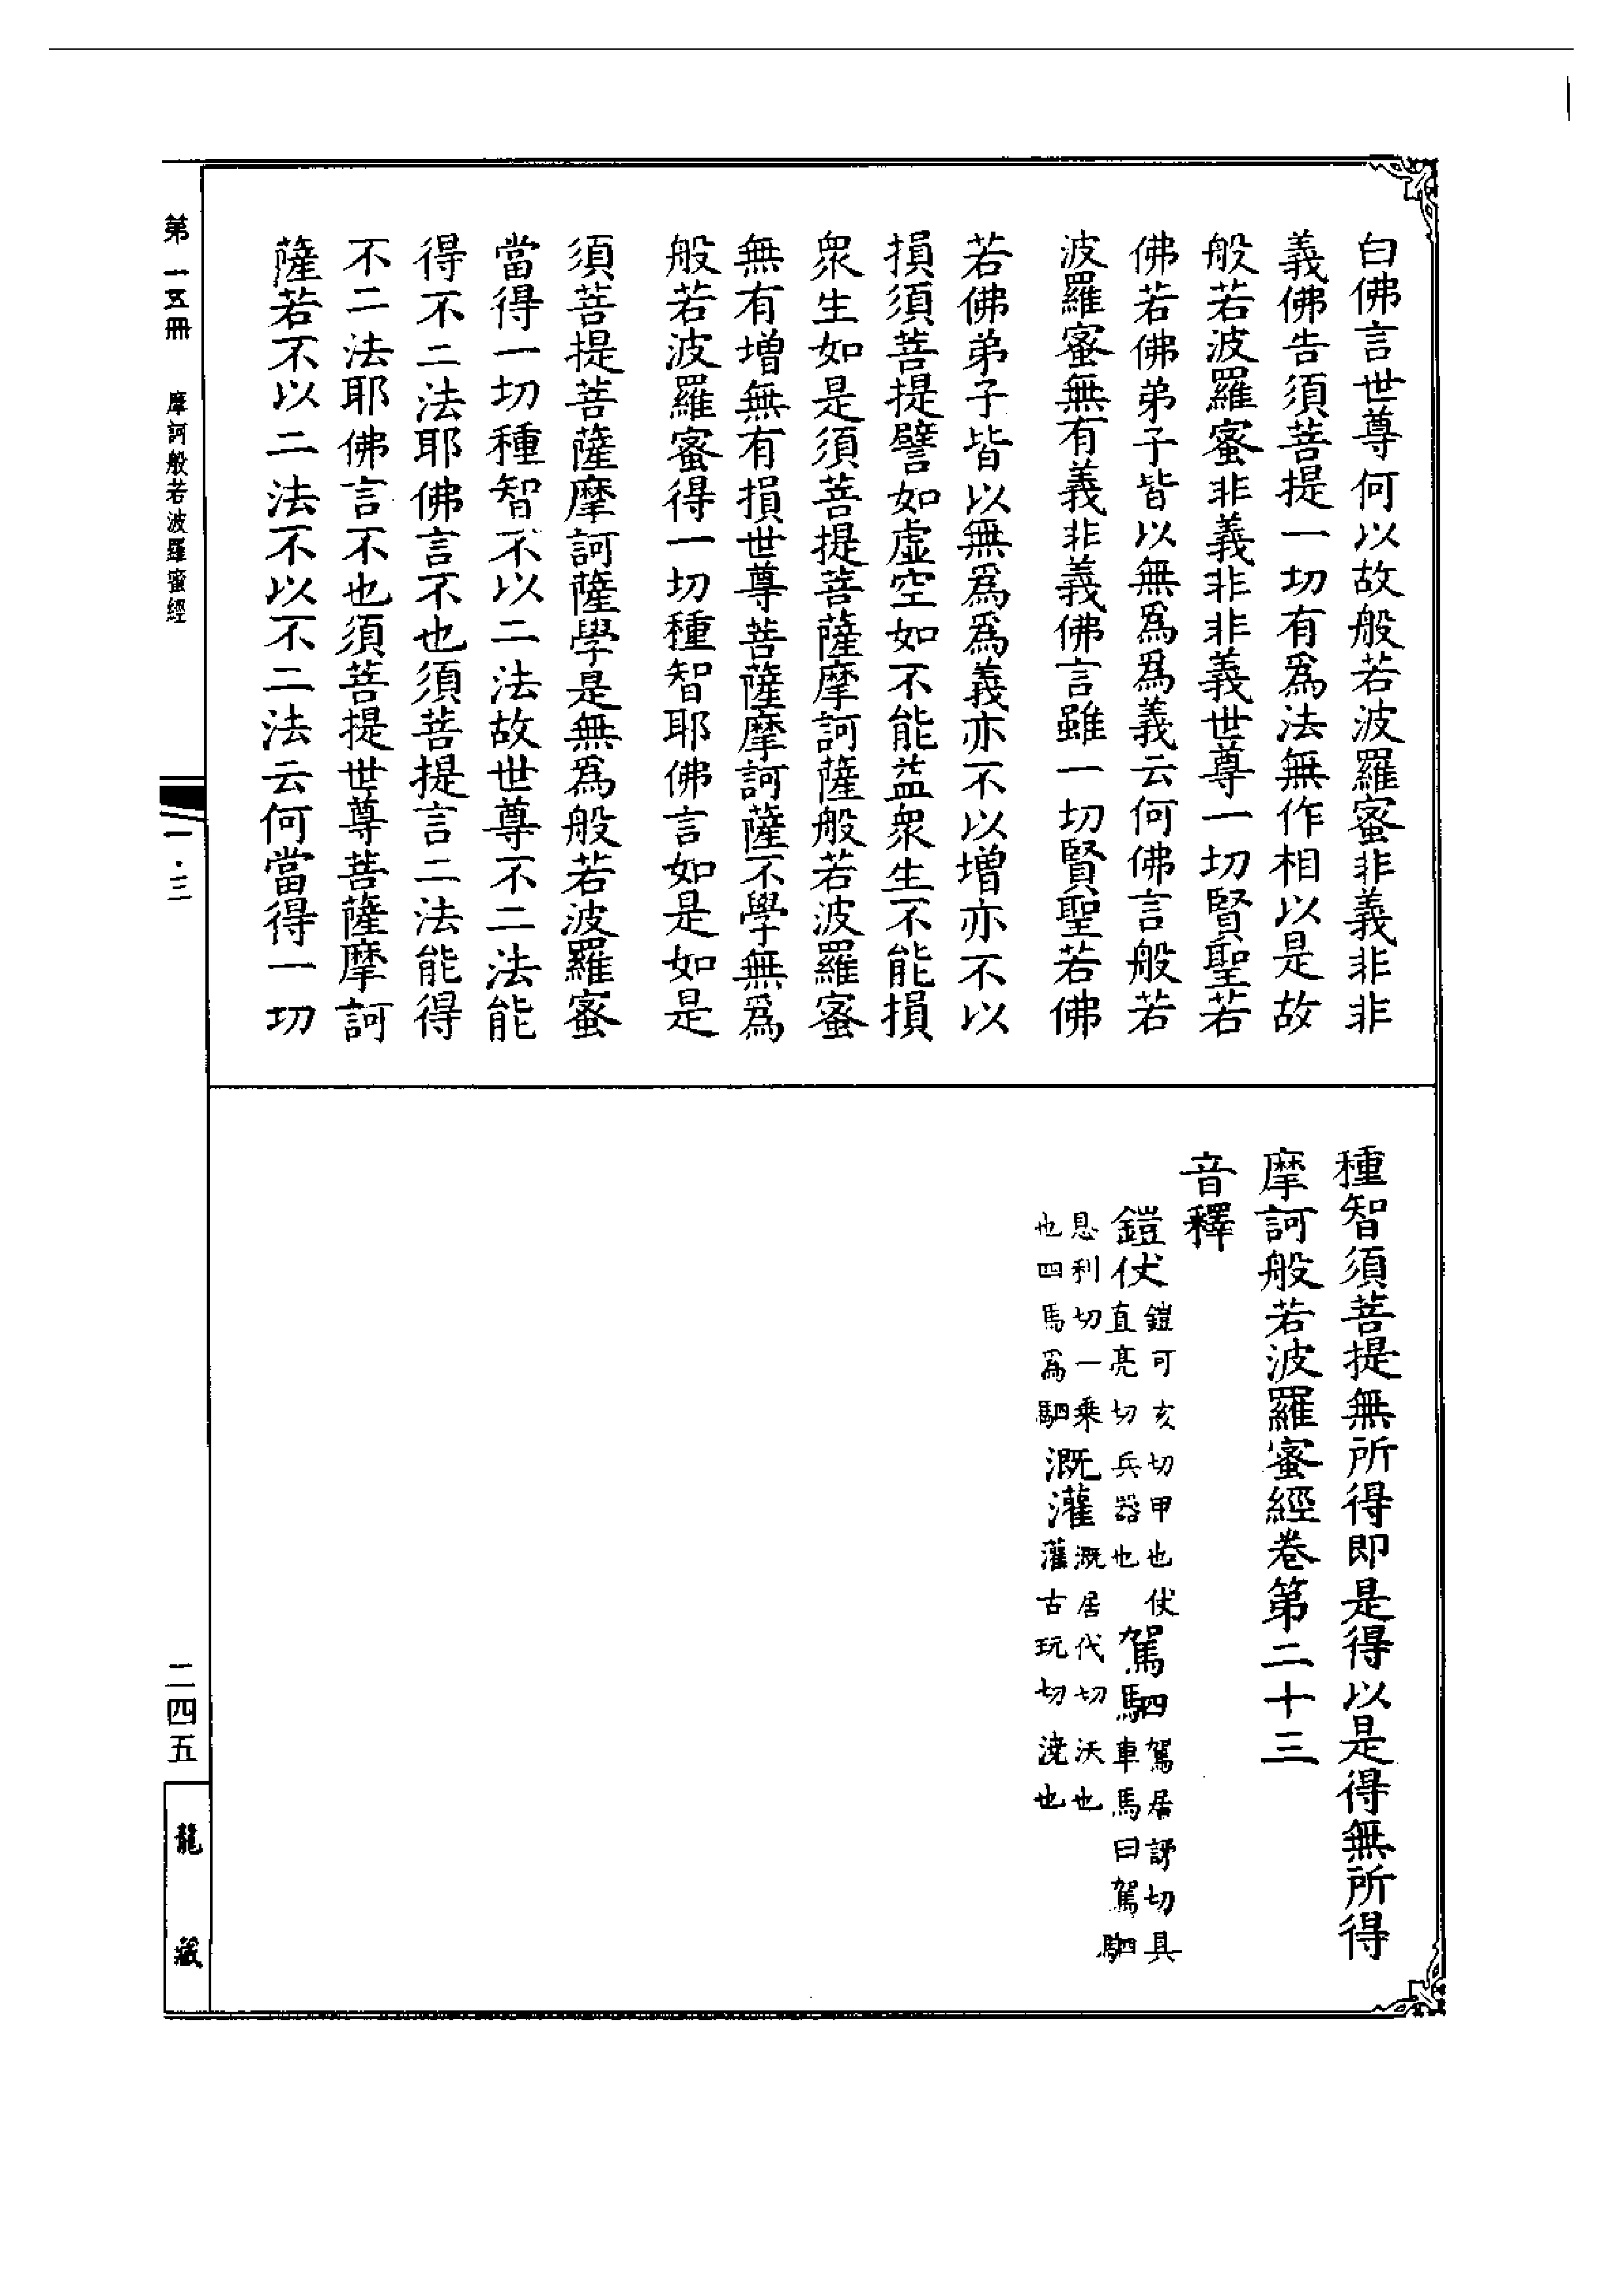 白佛言世尊何以故般若波羅蜜非義非非
義佛告須菩提一切有爲法無作相以是故
般若波羅蜜非義非非義世尊一切賢聖若
佛若佛弟子皆以無爲爲義云何佛言般若
波羅蜜無有義非義佛言雖一切賢聖若佛
若佛弟子皆以無爲爲義亦不以增亦不以
損須菩提譬如虛空如不能益衆生不能損
衆生如是須菩提菩薩摩訶薩般若波羅蜜
無有增無有損世尊菩薩摩訶薩不學無爲
般若波羅蜜得一切種智耶佛言如是如是
須菩提菩薩摩訶薩學是無爲般若波羅蜜
當得一切種智不以二法故世尊不二法能
得不二法耶佛言不也須菩提言二法能得
不二法耶佛言不也須菩提世尊菩薩摩訶
薩若不以二法不以不二法云何當得一切
種智須菩提無所得即是得以是得無所得
摩訶般若波羅蜜經卷第二十三
音釋
鎧仗鎧可亥切甲也仗直亮切兵器也駕駟駕居訝切具車馬曰駕駟
息利切一乘也四馬爲駟溉灌溉居代切沃也灌古玩切澆也
第一五冊 摩訶般若波羅蜜經 一·三 二四五
龍藏